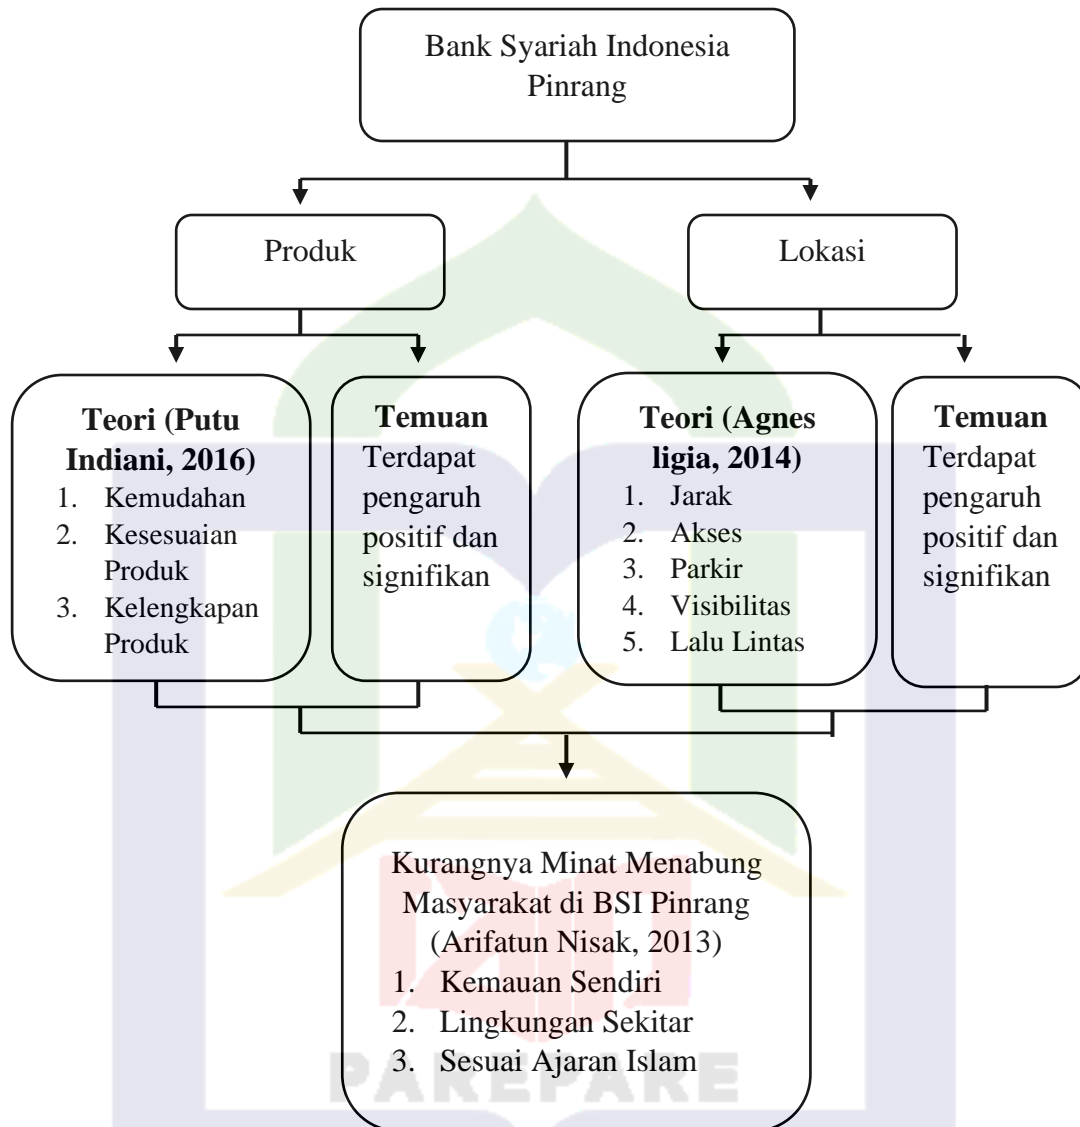 Bank Syariah Indonesia
Pinrang
Produk
Lokasi
Teori (Putu
Indiani, 2016)
1. Kemudahan
2. Kesesuaian
Produk
3. Kelengkapan
Produk
Temuan
Terdapat
pengaruh
positif dan
signifikan
Teori (Agnes
ligia, 2014)
1. Jarak
2. Akses
3. Parkir
4. Visibilitas
5. Lalu Lintas
Temuan
Terdapat
pengaruh
positif dan
signifikan
Kurangnya Minat Menabung
Masyarakat di BSI Pinrang
(Arifatun Nisak, 2013)
1. Kemauan Sendiri
2. Lingkungan Sekitar
3. Sesuai Ajaran Islam
PAREPARE